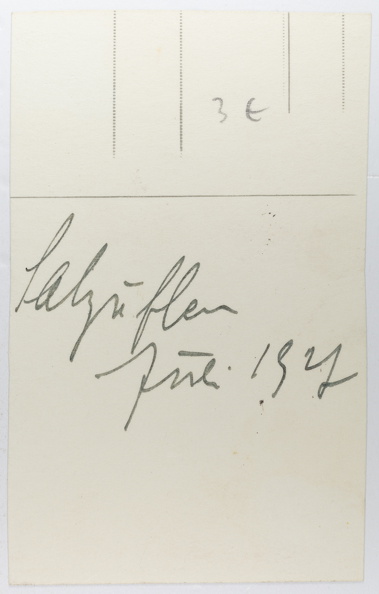 3 €
Salzuflen
Juli 1927